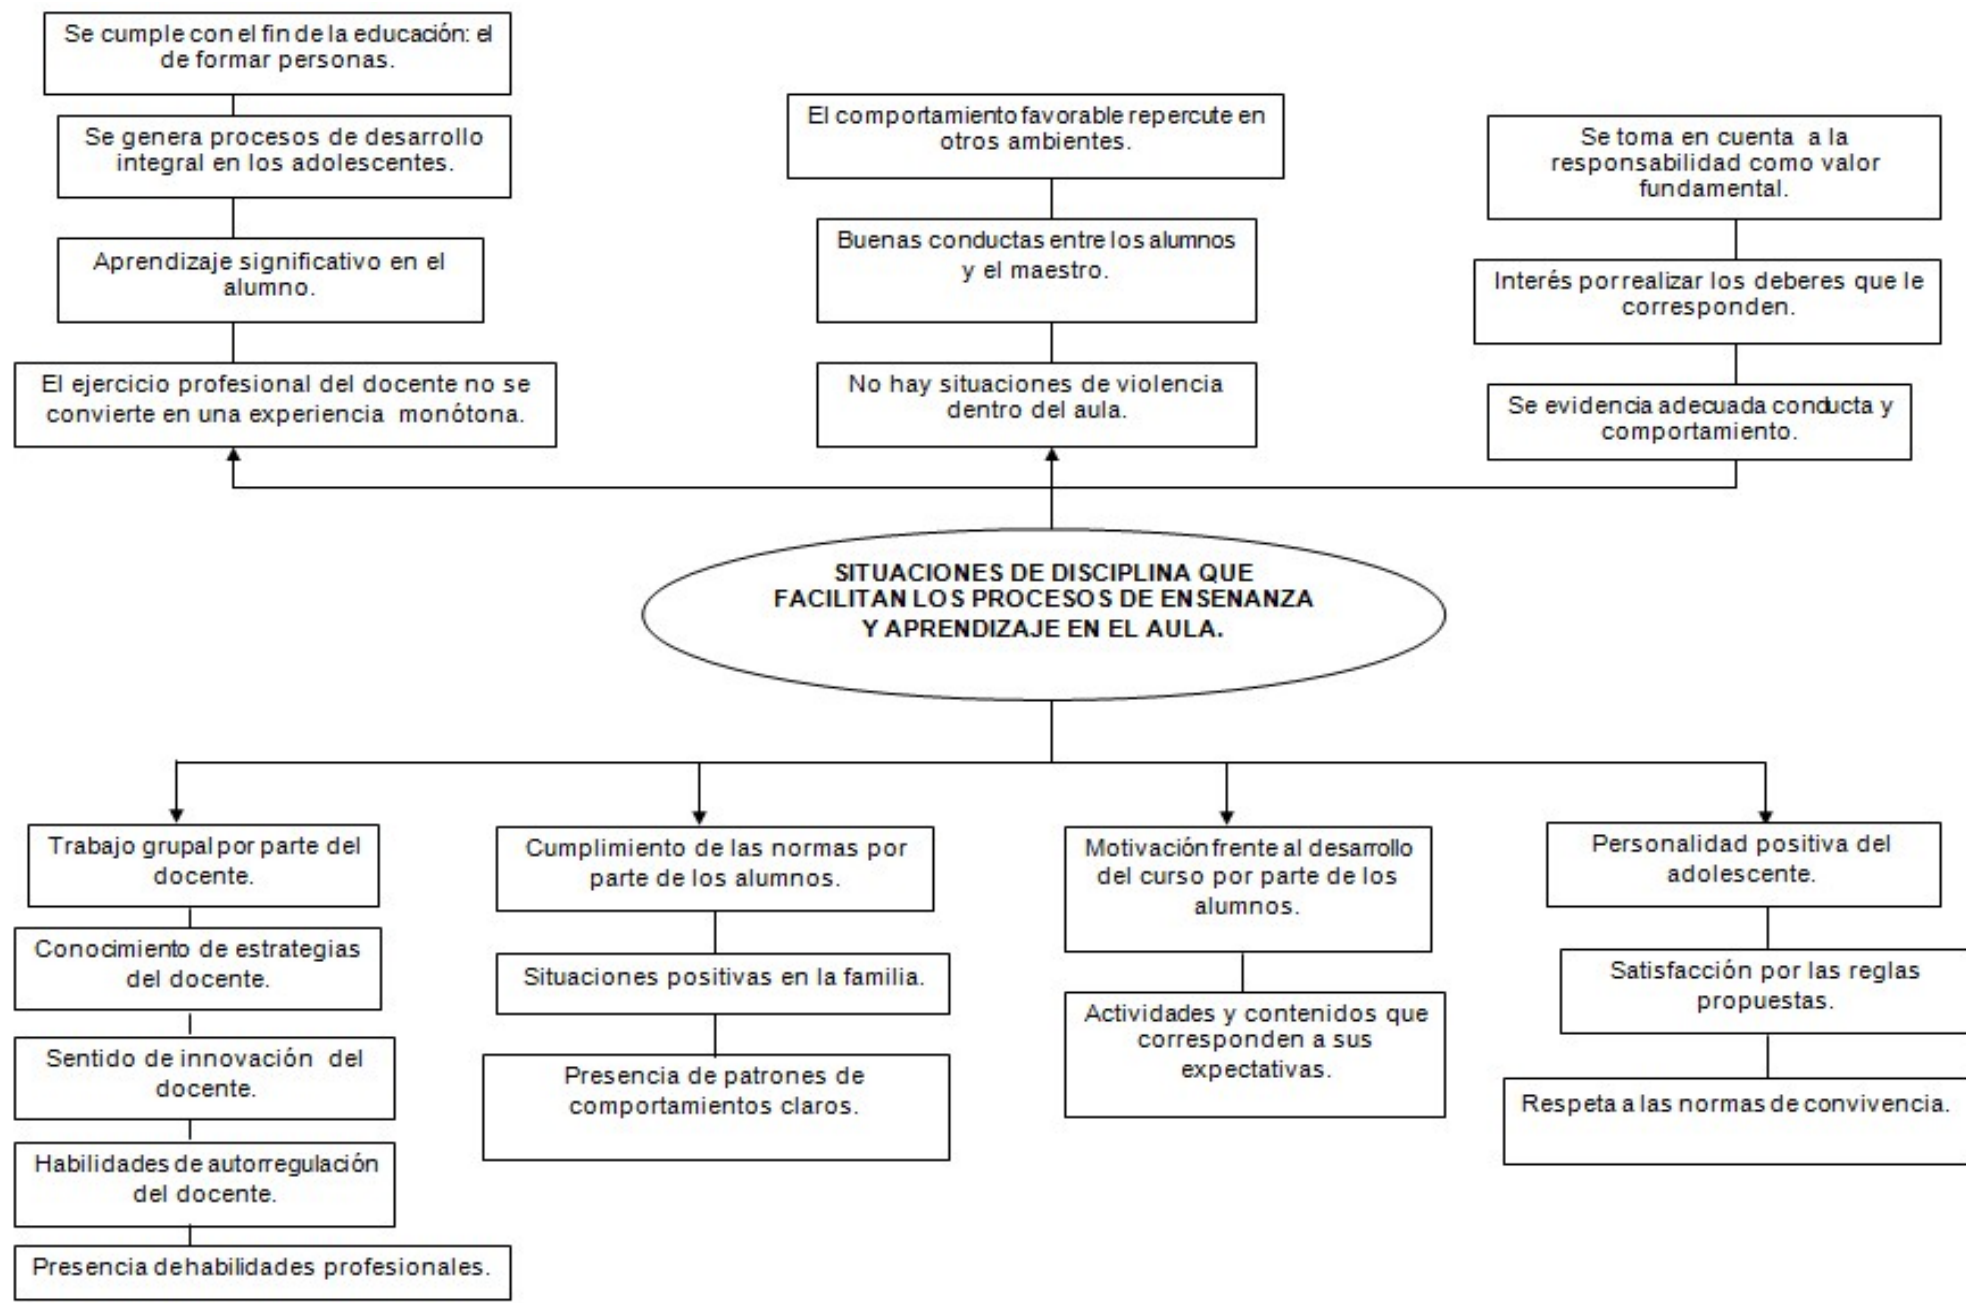 Se cumple con el fin de la educación: el
de formar personas.
Se genera procesos de desarrollo
integral en los adolescentes.
Aprendizaje significativo en el
alumno.
El ejercicio profesional del docente no se
convierte en una experiencia monótona.
El comportamiento favorable repercute en
otros ambientes.
Buenas conductas entre los alumnos
y el maestro.
No hay situaciones de violencia
dentro del aula.
Se toma en cuenta a la
responsabilidad como valor
fundamental.
Interés por realizar los deberes que le
corresponden.
Se evidencia adecuada conducta y
comportamiento.
SITUACIONES DE DISCIPLINA QUE
FACILITAN LOS PROCESOS DE ENSENANZA
Y APRENDIZAJE EN EL AULA.
Trabajo grupal por parte del
docente.
Conocimiento de estrategias
del docente.
Sentido de innovación del
docente.
Habilidades de autorregulación
del docente.
Presencia de habilidades profesionales.
Cumplimiento de las normas por
parte de los alumnos.
Situaciones positivas en la familia.
Presencia de patrones de
comportamientos claros.
Motivación frente al desarrollo
del curso por parte de los
alumnos.
Actividades y contenidos que
corresponden a sus
expectativas.
Personalidad positiva del
adolescente.
Satisfacción por las reglas
propuestas.
Respeta a las normas de convivencia.